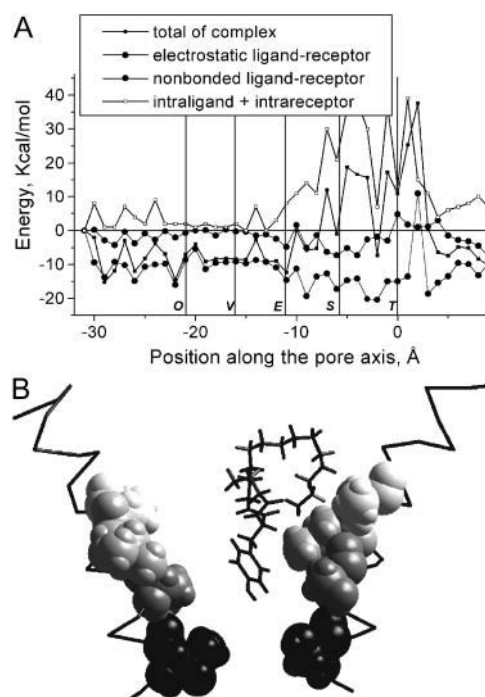 A
total of complex
electrostatic ligand-receptor
nonbonded ligand-receptor
intraligand + intrareceptor
Energy, Kcal/mol
40
30
20
10
0
-10
-20
O V E S T
-30 -20 -10 0
Position along the pore axis, Å
B